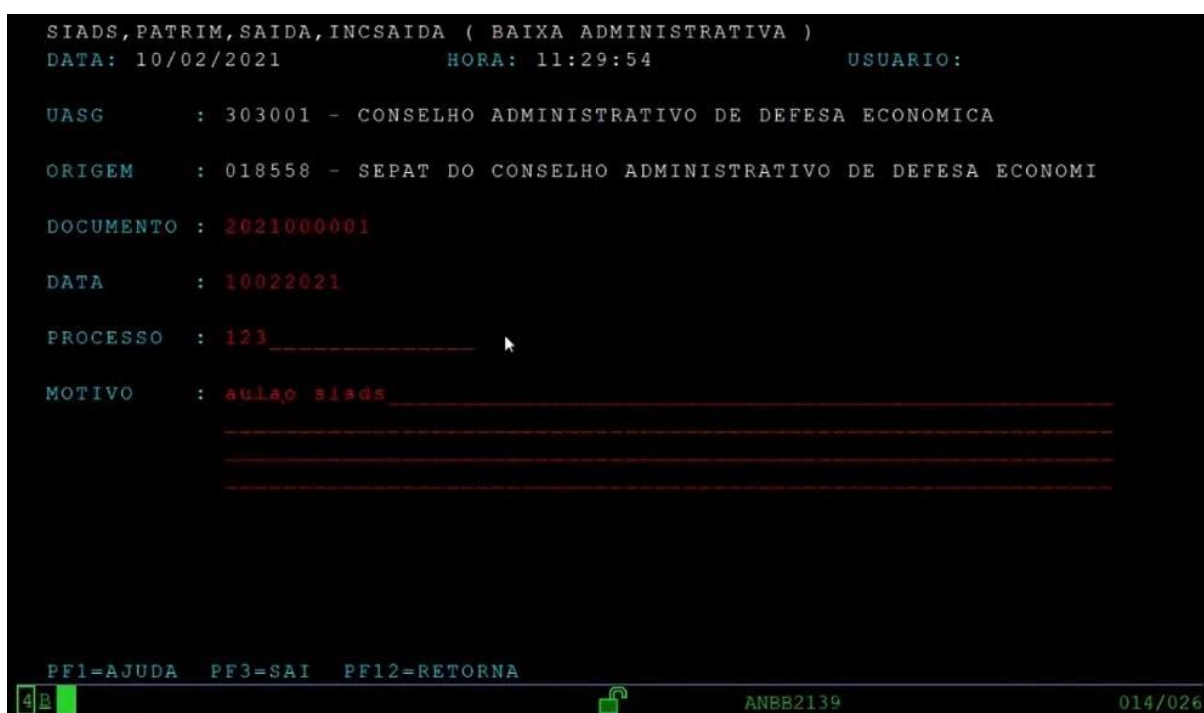 SIADS,PATRIM,SAIDA,INCSAIDA ( BAIXA ADMINISTRATIVA )
DATA: 10/02/2021 HORA: 11:29:54 USUARIO:
UASG : 303001 - CONSELHO ADMINISTRATIVO DE DEFESA ECONOMICA
ORIGEM : 018558 - SEPAT DO CONSELHO ADMINISTRATIVO DE DEFESA ECONOMI
DOCUMENTO : 2021000001
DATA : 10022021
PROCESSO : 123
MOTIVO : aulao siads
PF1=AJUDA PF3=SAI PF12=RETORNA
4 B ANBB2139 014/026